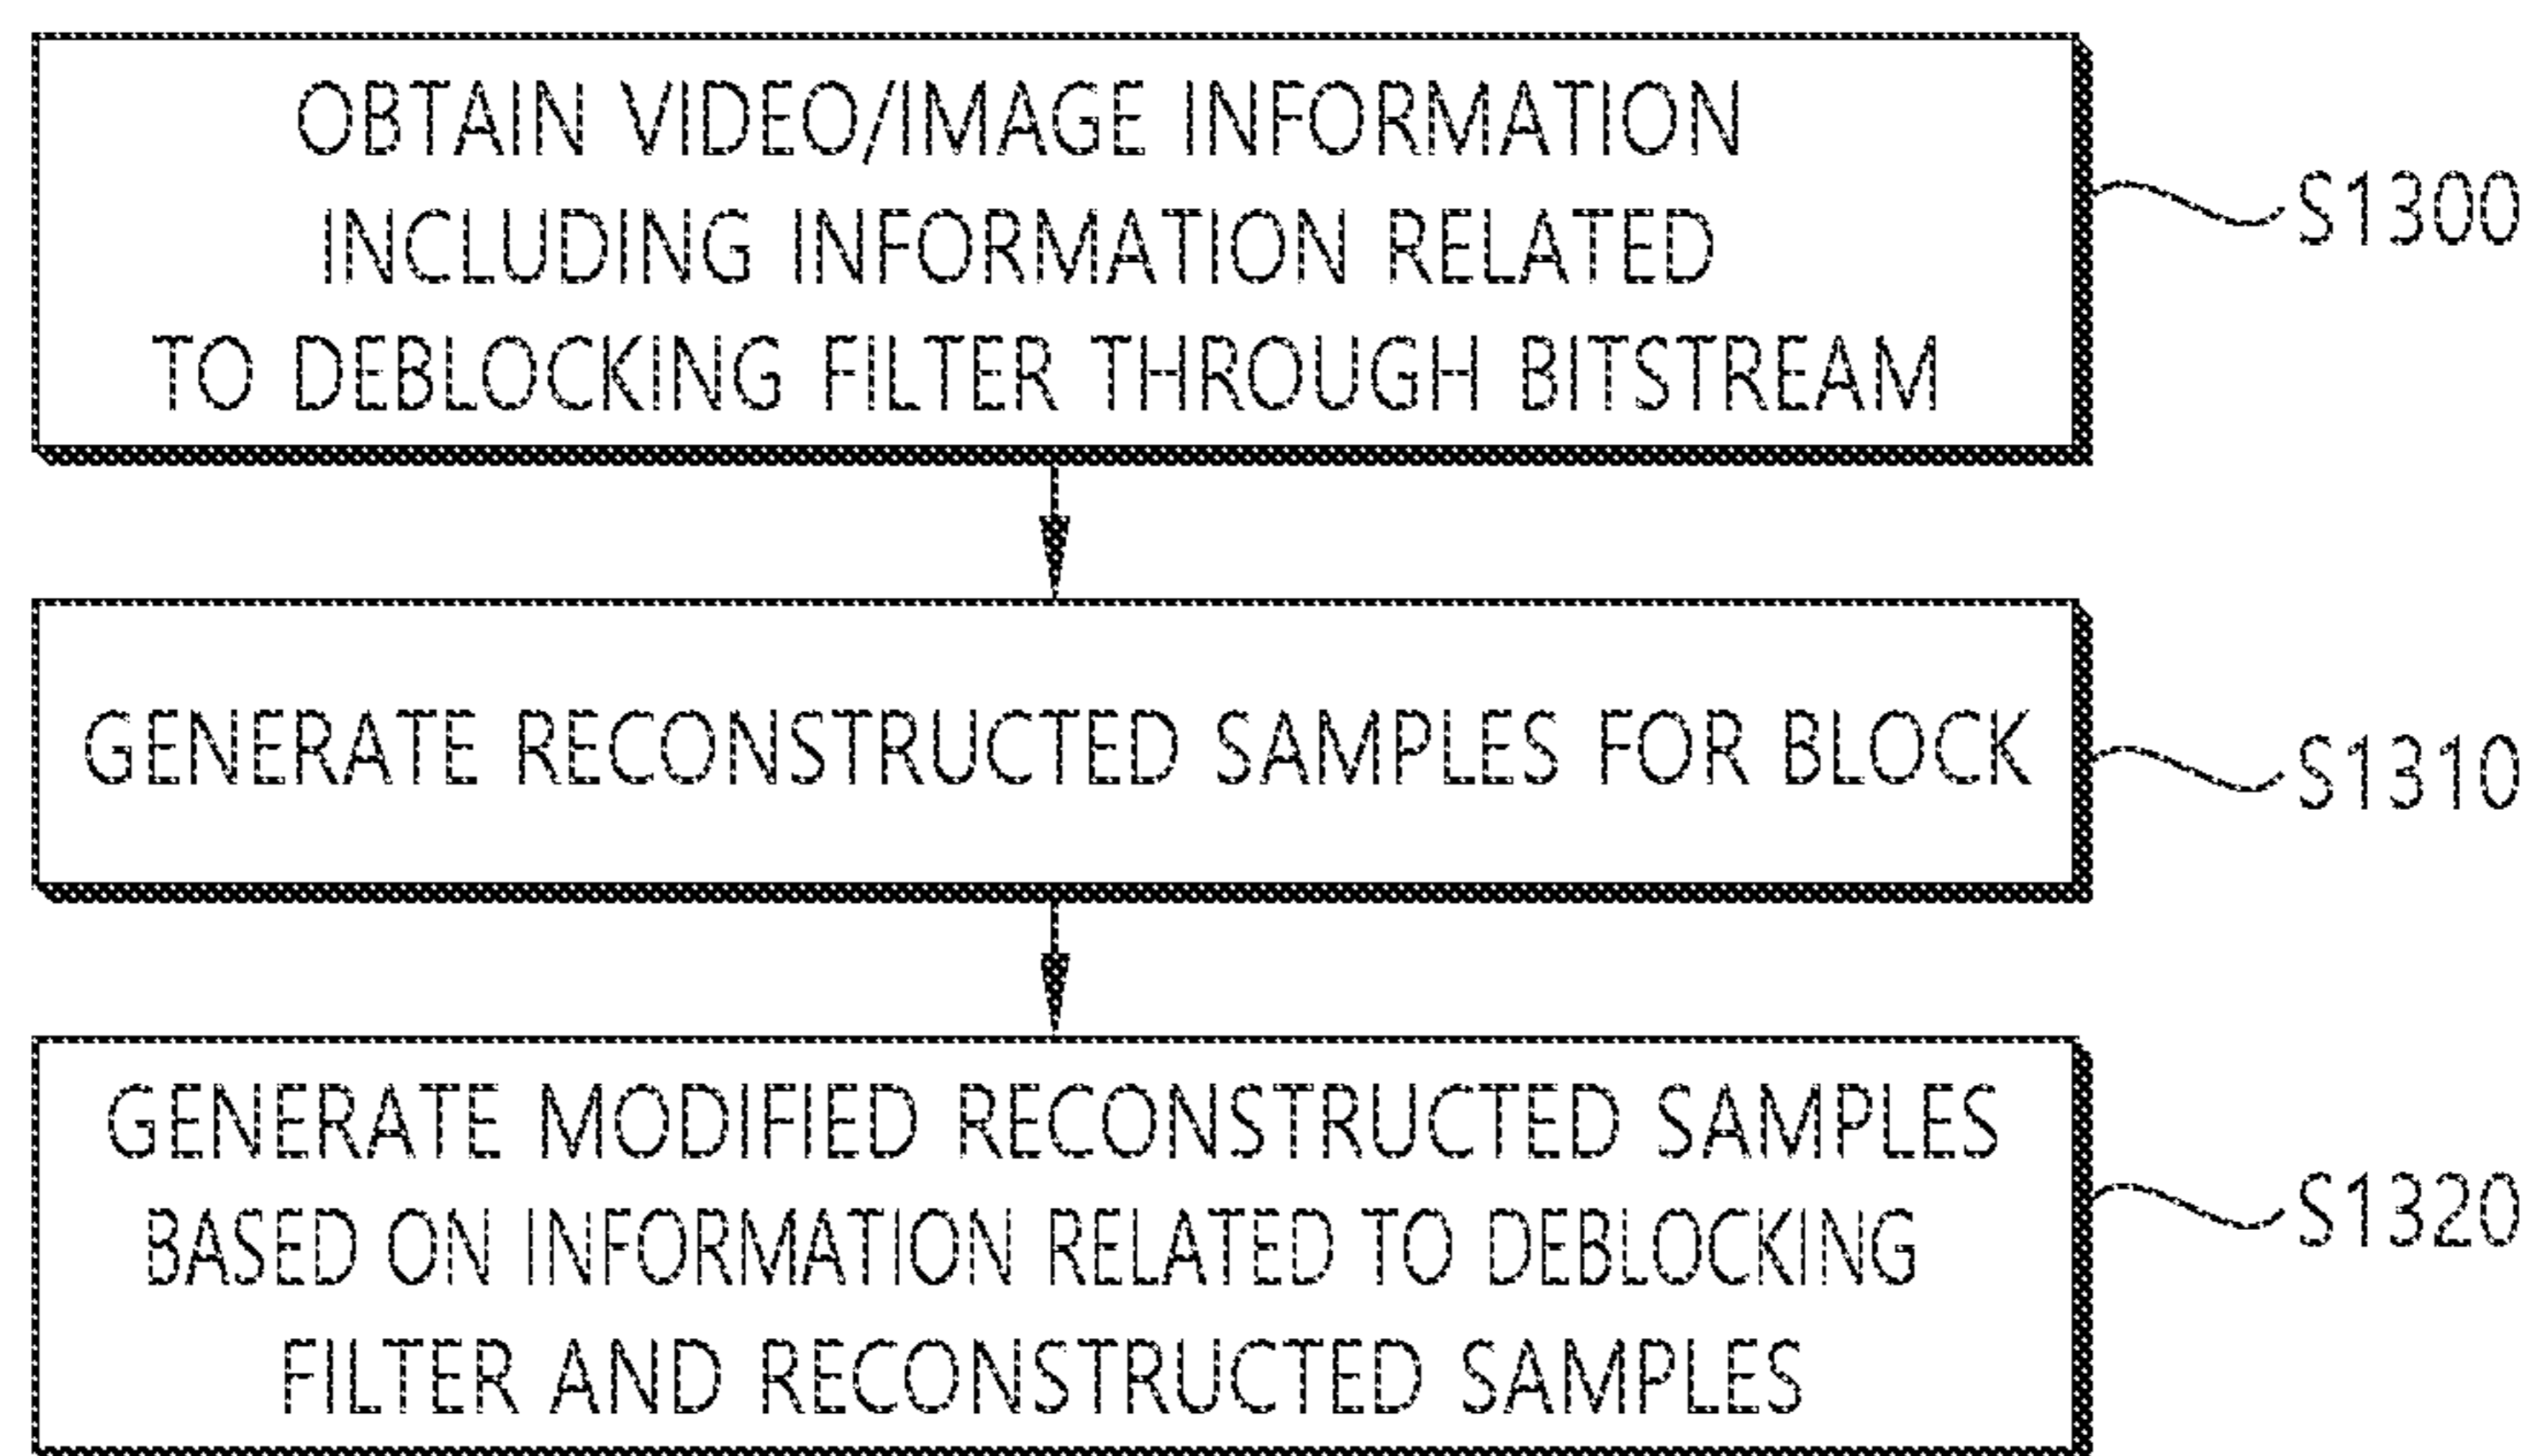 OBTAIN VIDEO/IMAGE INFORMATION
INCLUDING INFORMATION RELATED
TO DEBLOCKING FILTER THROUGH BITSTREAM
S1300
GENERATE RECONSTRUCTED SAMPLES FOR BLOCK
S1310
GENERATE MODIFIED RECONSTRUCTED SAMPLES
BASED ON INFORMATION RELATED TO DEBLOCKING
FILTER AND RECONSTRUCTED SAMPLES
S1320